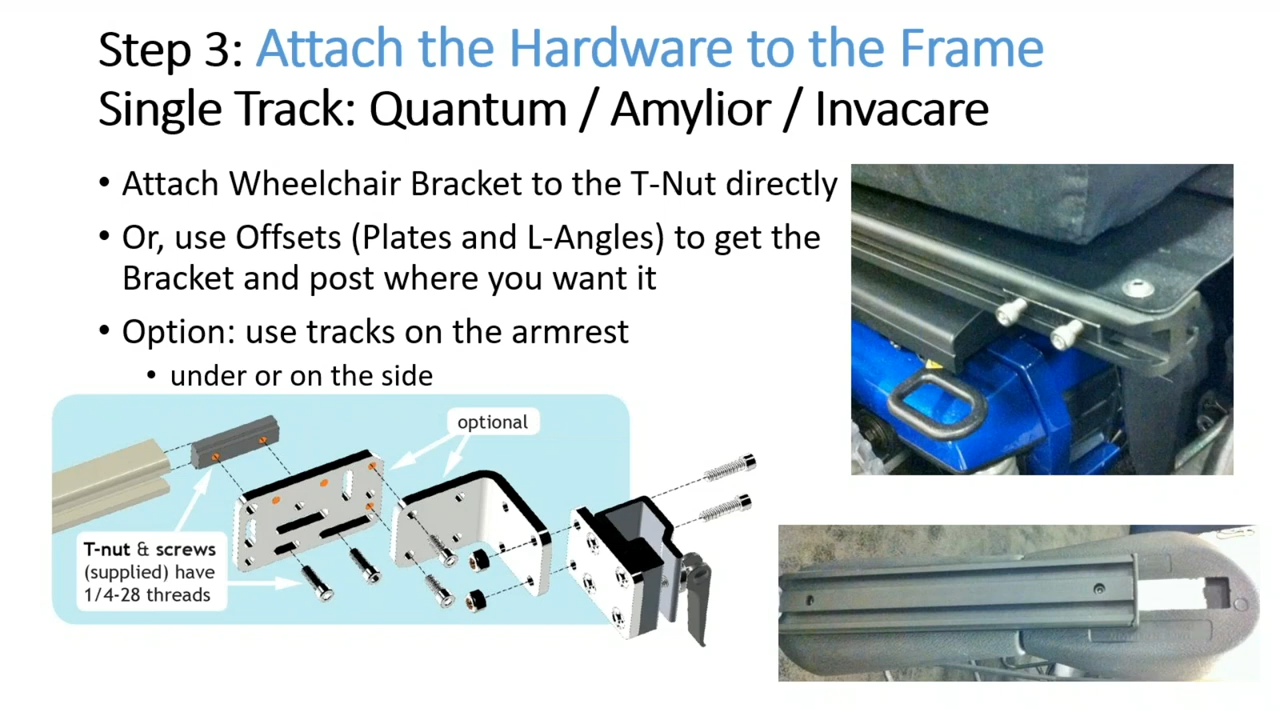 Step 3: Attach the Hardware to the Frame
Single Track: Quantum / Amylior / Invacare
• Attach Wheelchair Bracket to the T-Nut directly
• Or, use Offsets (Plates and L-Angles) to get the
Bracket and post where you want it
• Option: use tracks on the armrest
• under or on the side
optional
T-nut & screws
(supplied) have
1/4-28 threads